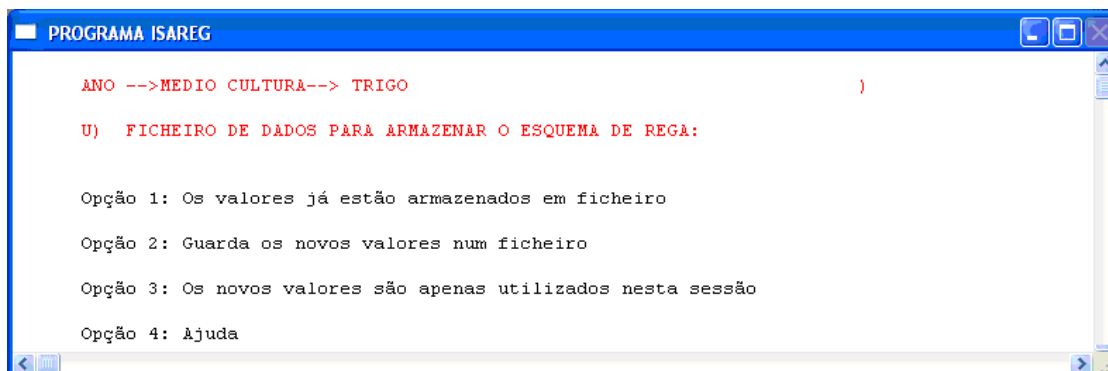 PROGRAMA ISAREG
ANO -->MEDIO CULTURA--> TRIGO )
U) FICHEIRO DE DADOS PARA ARMAZENAR O ESQUEMA DE REGA:
Opção 1: Os valores já estão armazenados em ficheiro
Opção 2: Guarda os novos valores num ficheiro
Opção 3: Os novos valores são apenas utilizados nesta sessão
Opção 4: Ajuda